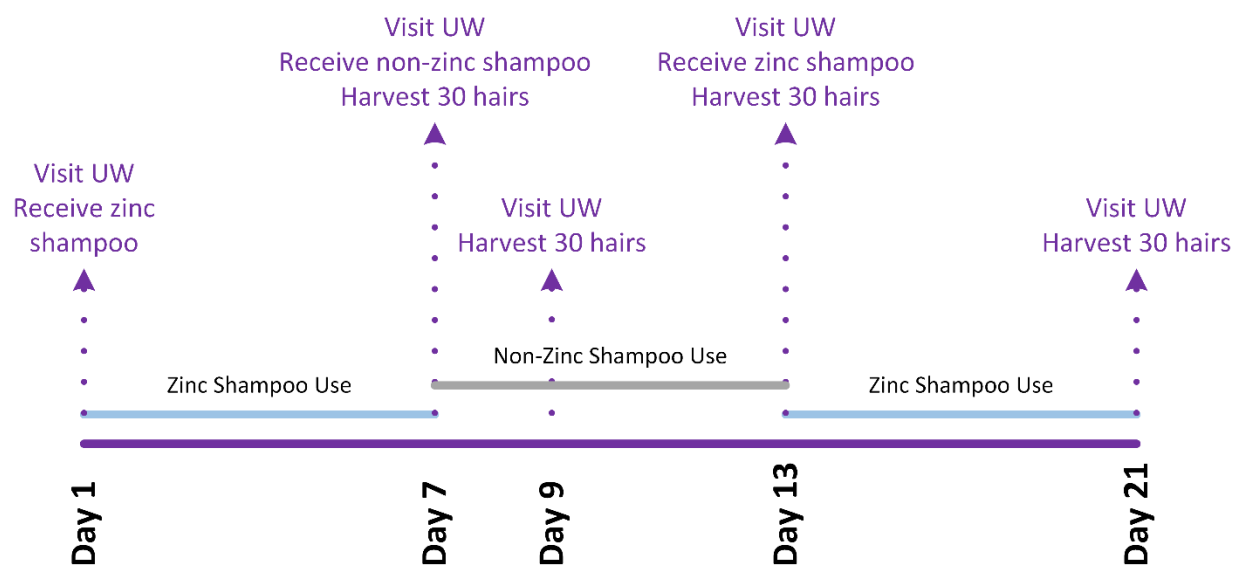 Visit UW
Receive non-zinc shampoo
Harvest 30 hairs
Visit UW
Receive zinc shampoo
Harvest 30 hairs
Visit UW
Receive zinc
shampoo
Visit UW
Harvest 30 hairs
Visit UW
Harvest 30 hairs
Non-Zinc Shampoo Use
Zinc Shampoo Use
Zinc Shampoo Use
Day 1
Day 7
Day 9
Day 13
Day 21